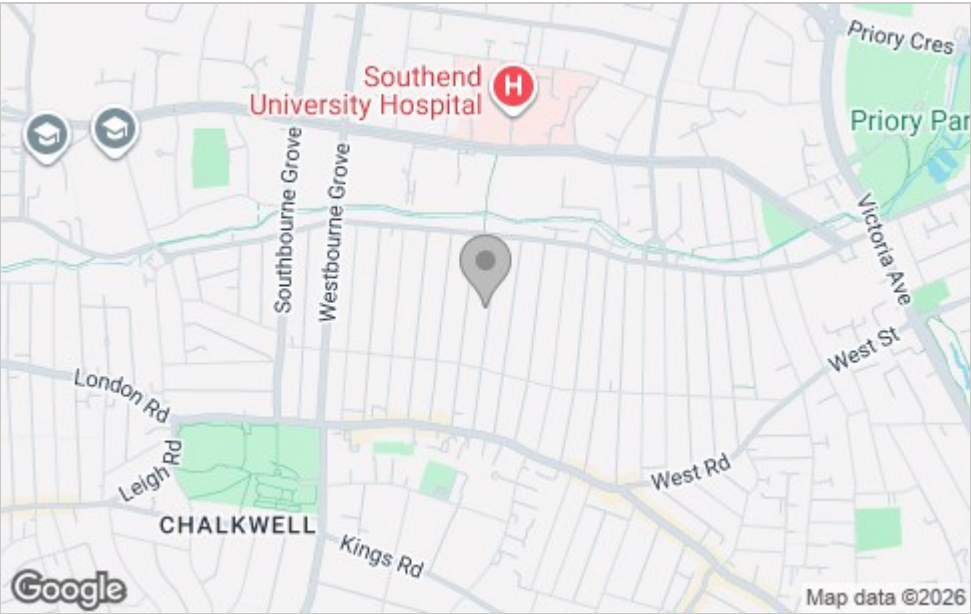 Priory Cres
Southend
University Hospital
H
Priory Par
Southbourne Grove
Westbourne Grove
Victoria Ave
West St
London Rd
Leigh Rd
West Rd
CHALKWELL
Kings Rd
Google
Map data ©2026